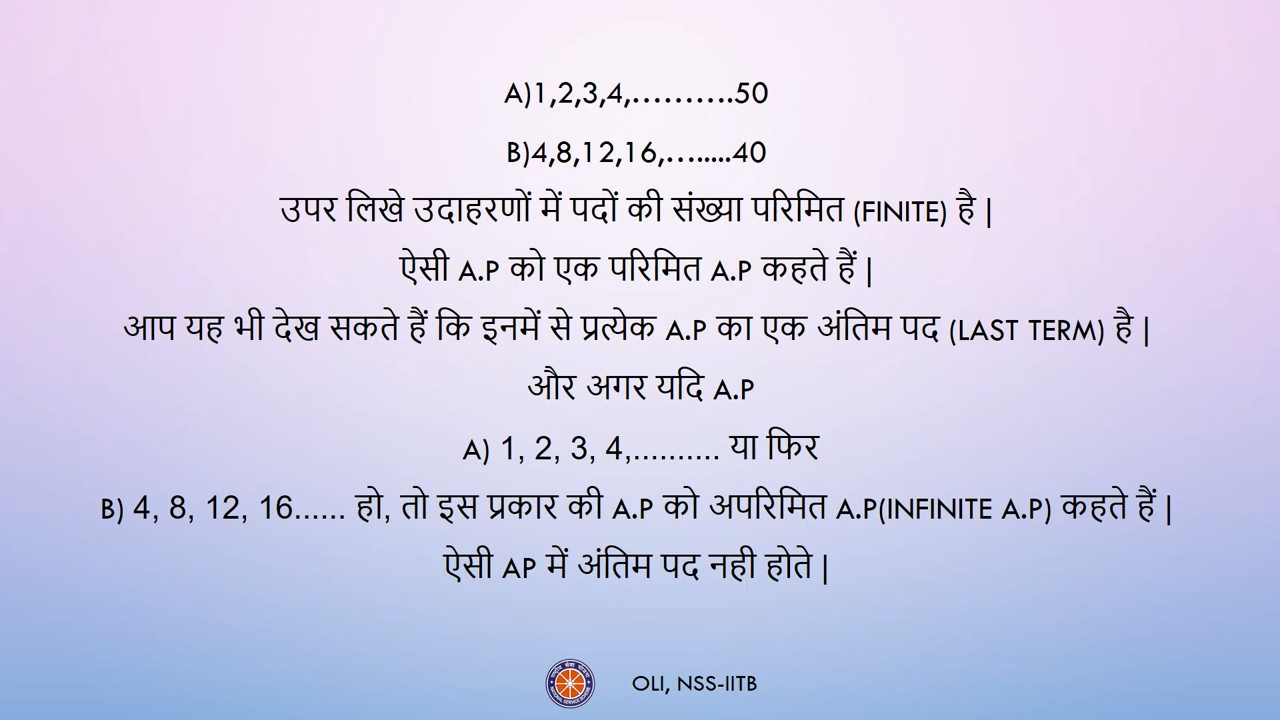 A)1,2,3,4,……….50
B)4,8,12,16,….....40
उपर लिखे उदाहरणों में पदों की संख्या परिमित (FINITE) है |
ऐसी A.P को एक परिमित A.P कहते हैं |
आप यह भी देख सकते हैं कि इनमें से प्रत्येक A.P का एक अंतिम पद (LAST TERM) है |
और अगर यदि A.P
A) 1, 2, 3, 4,.......... या फिर
B) 4, 8, 12, 16...... हो, तो इस प्रकार की A.P को अपरिमित A.P(INFINITE A.P) कहते हैं |
ऐसी AP में अंतिम पद नही होते |
OLI, NSS-IITB